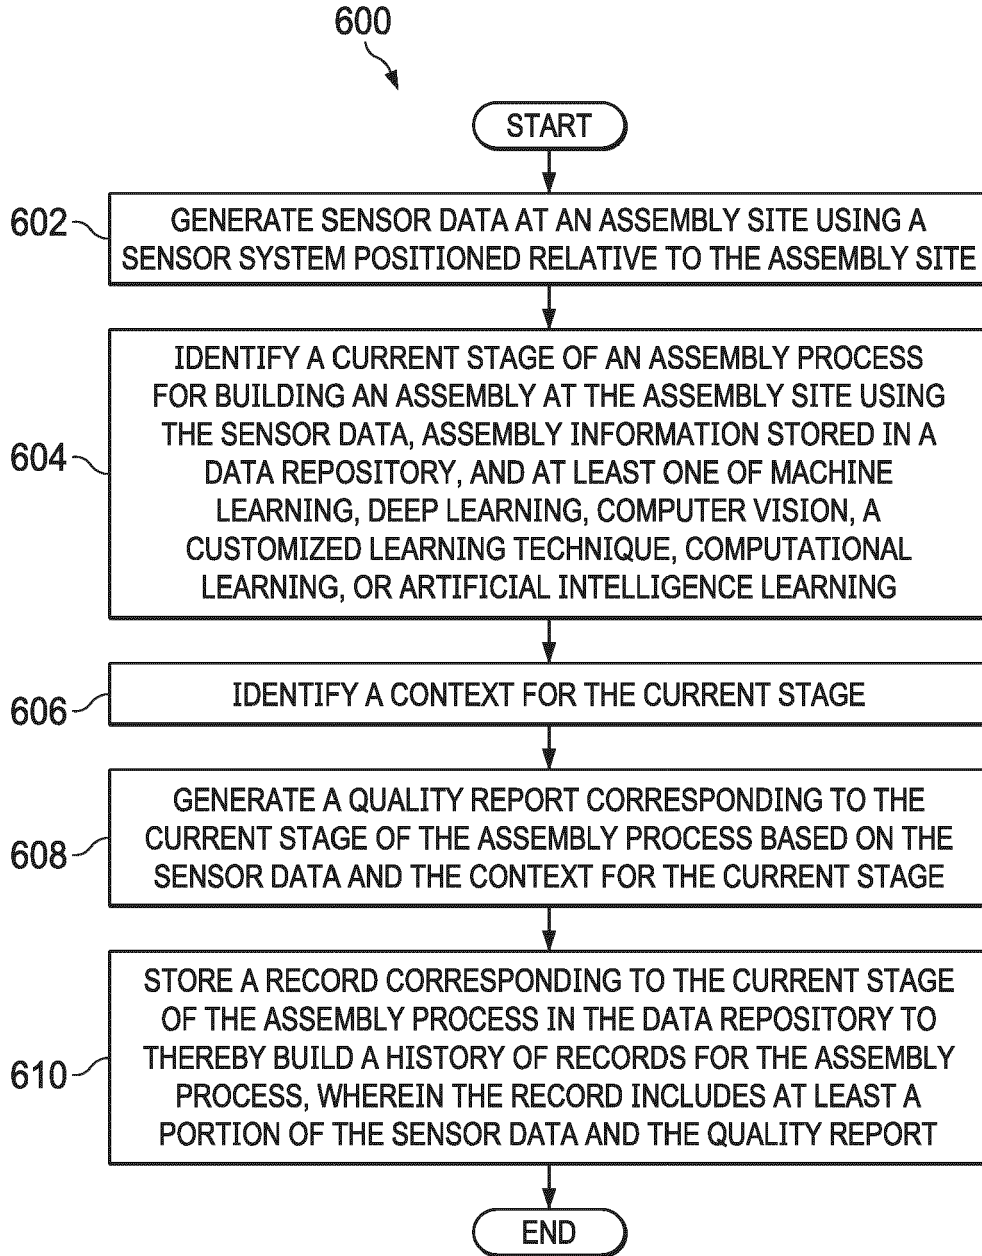 600
START
602
GENERATE SENSOR DATA AT AN ASSEMBLY SITE USING A
SENSOR SYSTEM POSITIONED RELATIVE TO THE ASSEMBLY SITE
604
IDENTIFY A CURRENT STAGE OF AN ASSEMBLY PROCESS
FOR BUILDING AN ASSEMBLY AT THE ASSEMBLY SITE USING
THE SENSOR DATA, ASSEMBLY INFORMATION STORED IN A
DATA REPOSITORY, AND AT LEAST ONE OF MACHINE
LEARNING, DEEP LEARNING, COMPUTER VISION, A
CUSTOMIZED LEARNING TECHNIQUE, COMPUTATIONAL
LEARNING, OR ARTIFICIAL INTELLIGENCE LEARNING
606
IDENTIFY A CONTEXT FOR THE CURRENT STAGE
608
GENERATE A QUALITY REPORT CORRESPONDING TO THE
CURRENT STAGE OF THE ASSEMBLY PROCESS BASED ON THE
SENSOR DATA AND THE CONTEXT FOR THE CURRENT STAGE
610
STORE A RECORD CORRESPONDING TO THE CURRENT STAGE
OF THE ASSEMBLY PROCESS IN THE DATA REPOSITORY TO
THEREBY BUILD A HISTORY OF RECORDS FOR THE ASSEMBLY
PROCESS, WHEREIN THE RECORD INCLUDES AT LEAST A
PORTION OF THE SENSOR DATA AND THE QUALITY REPORT
END